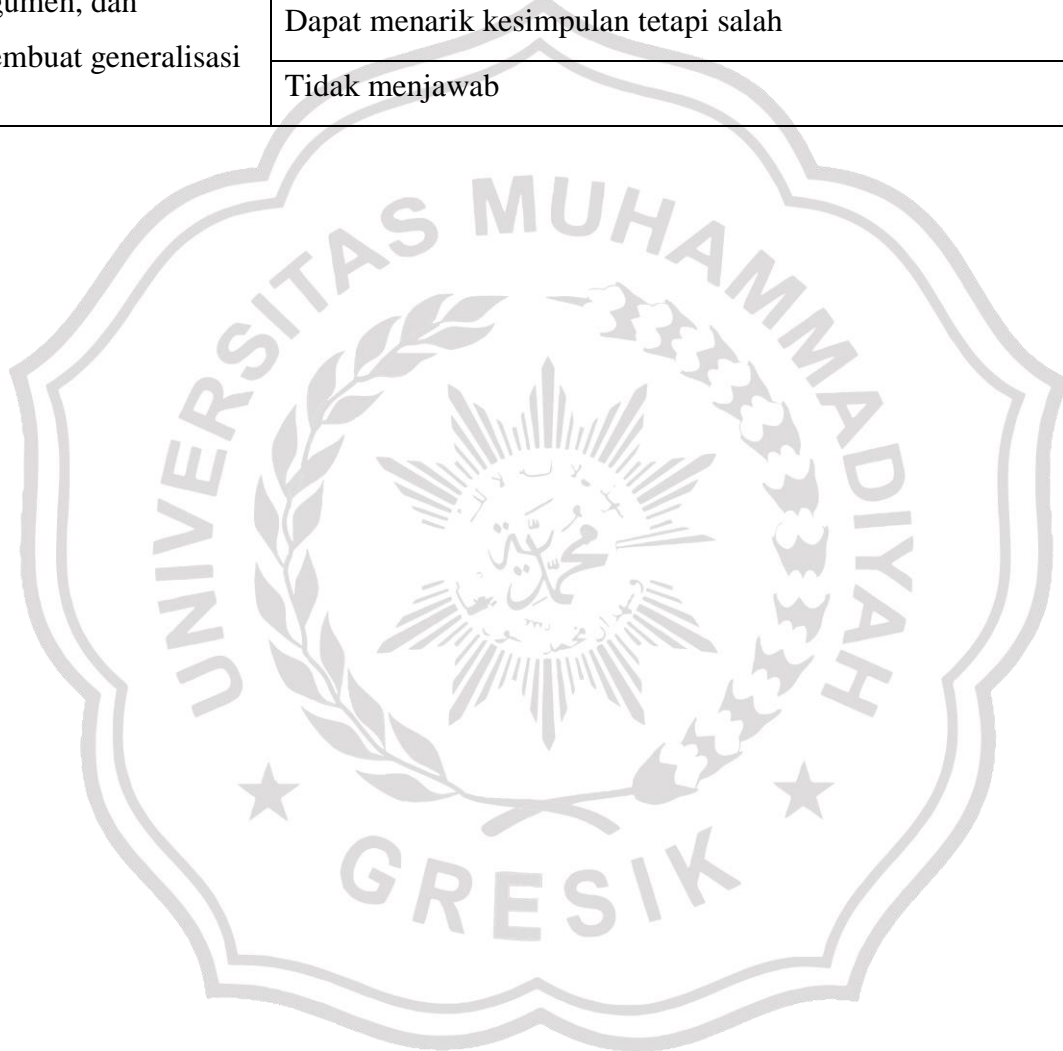 gumen, dan
embuat generalisasi
Dapat menarik kesimpulan tetapi salah
Tidak menjawab
UNIVERSITAS MUHAMMADIYAH
GRESIK